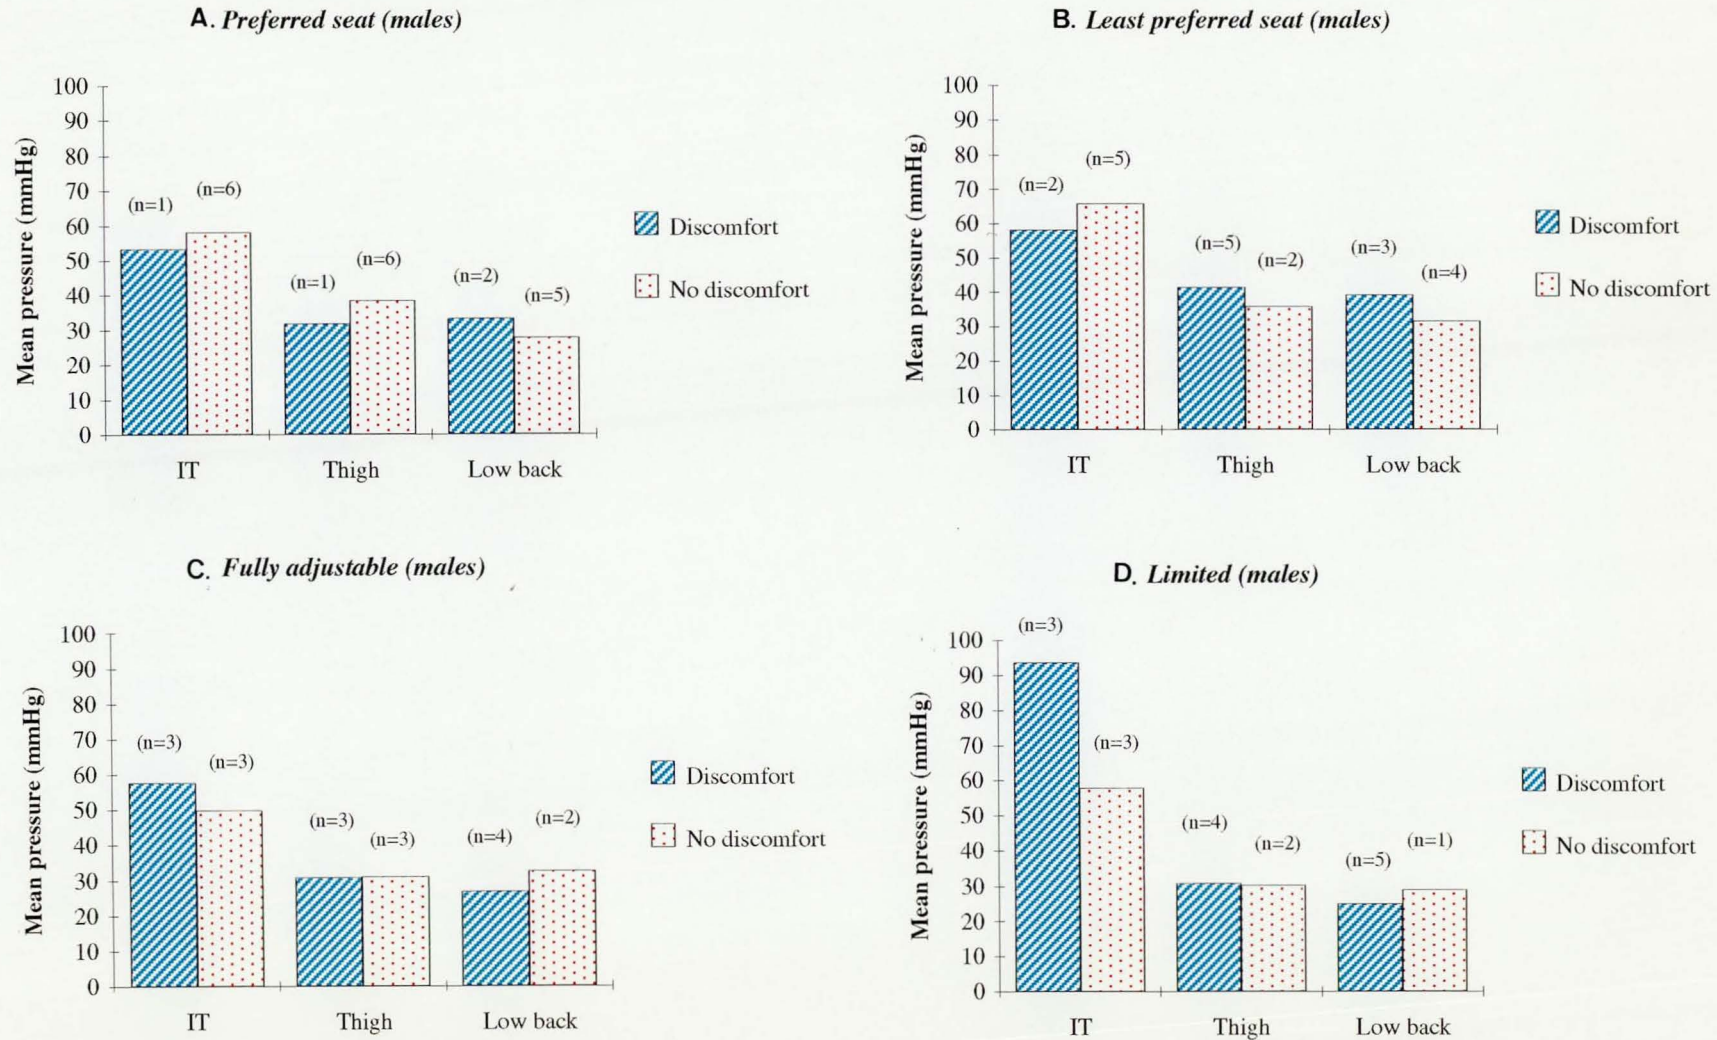 A. Preferred seat (males)
100
90
80
70
60
50
40
30
20
10
0
Mean pressure (mmHg)
(n=1)
(n=6)
(n=1)
(n=6)
(n=2)
(n=5)
IT
Thigh
Low back
Discomfort
No discomfort
B. Least preferred seat (males)
100
90
80
70
60
50
40
30
20
10
0
Mean pressure (mmHg)
(n=2)
(n=5)
(n=5)
(n=2)
(n=3)
(n=4)
IT
Thigh
Low back
Discomfort
No discomfort
C. Fully adjustable (males)
100
90
80
70
60
50
40
30
20
10
0
Mean pressure (mmHg)
(n=3)
(n=3)
(n=3)
(n=3)
(n=4)
(n=2)
IT
Thigh
Low back
Discomfort
No discomfort
D. Limited (males)
100
90
80
70
60
50
40
30
20
10
0
Mean pressure (mmHg)
(n=3)
(n=3)
(n=4)
(n=2)
(n=5)
(n=1)
IT
Thigh
Low back
Discomfort
No discomfort